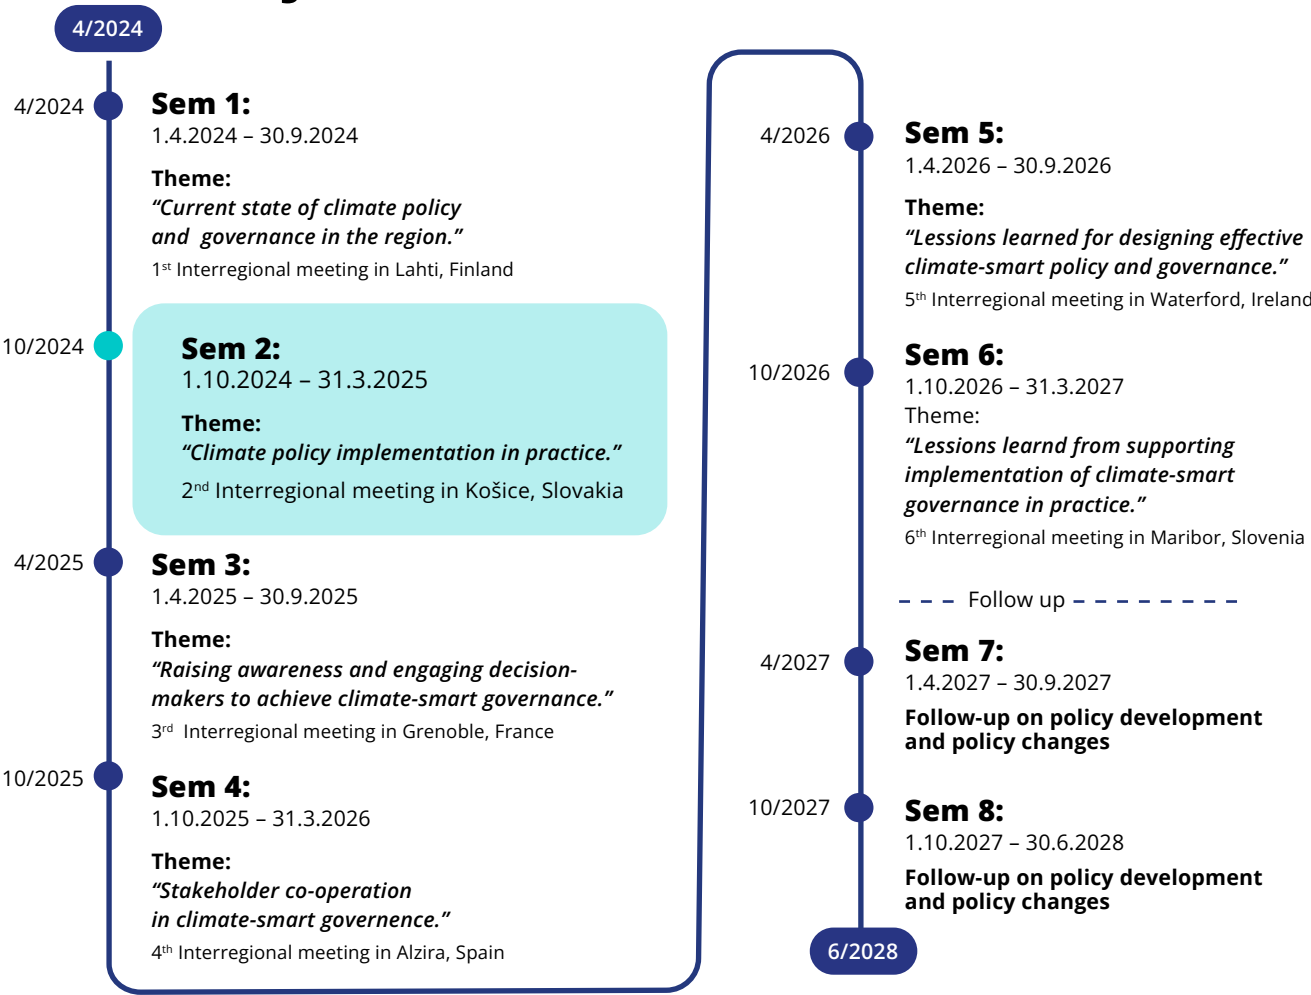 4/2024
4/2024
Sem 1:
1.4.2024 – 30.9.2024
Theme:
“Current state of climate policy
and governance in the region.”
1st Interregional meeting in Lahti, Finland
10/2024
Sem 2:
1.10.2024 – 31.3.2025
Theme:
“Climate policy implementation in practice.”
2nd Interregional meeting in Košice, Slovakia
4/2025
Sem 3:
1.4.2025 – 30.9.2025
Theme:
“Raising awareness and engaging decision-
makers to achieve climate-smart governance.”
3rd Interregional meeting in Grenoble, France
10/2025
Sem 4:
1.10.2025 – 31.3.2026
Theme:
“Stakeholder co-operation
in climate-smart governence.”
4th Interregional meeting in Alzira, Spain
4/2026
Sem 5:
1.4.2026 – 30.9.2026
Theme:
“Lessions learned for designing effective
climate-smart policy and governance.”
5th Interregional meeting in Waterford, Ireland
10/2026
Sem 6:
1.10.2026 – 31.3.2027
Theme:
“Lessions learnd from supporting
implementation of climate-smart
governance in practice.”
6th Interregional meeting in Maribor, Slovenia
Follow up
4/2027
Sem 7:
1.4.2027 – 30.9.2027
Follow-up on policy development
and policy changes
10/2027
Sem 8:
1.10.2027 – 30.6.2028
Follow-up on policy development
and policy changes
6/2028